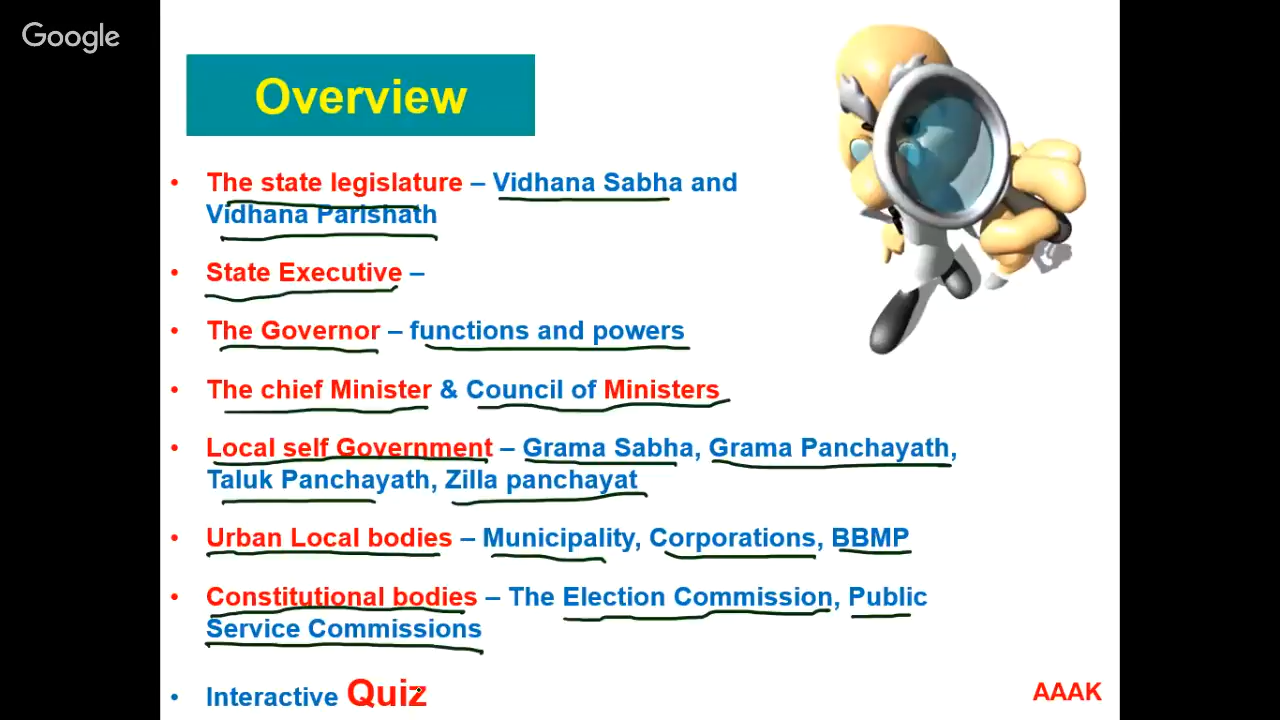 Google
Overview
• The state legislature – Vidhana Sabha and
Vidhana Parishath
• State Executive –
• The Governor – functions and powers
• The chief Minister & Council of Ministers
• Local self Government – Grama Sabha, Grama Panchayath,
Taluk Panchayath, Zilla panchayat
• Urban Local bodies – Municipality, Corporations, BBMP
• Constitutional bodies – The Election Commission, Public
Service Commissions
• Interactive Quiz
AAAK